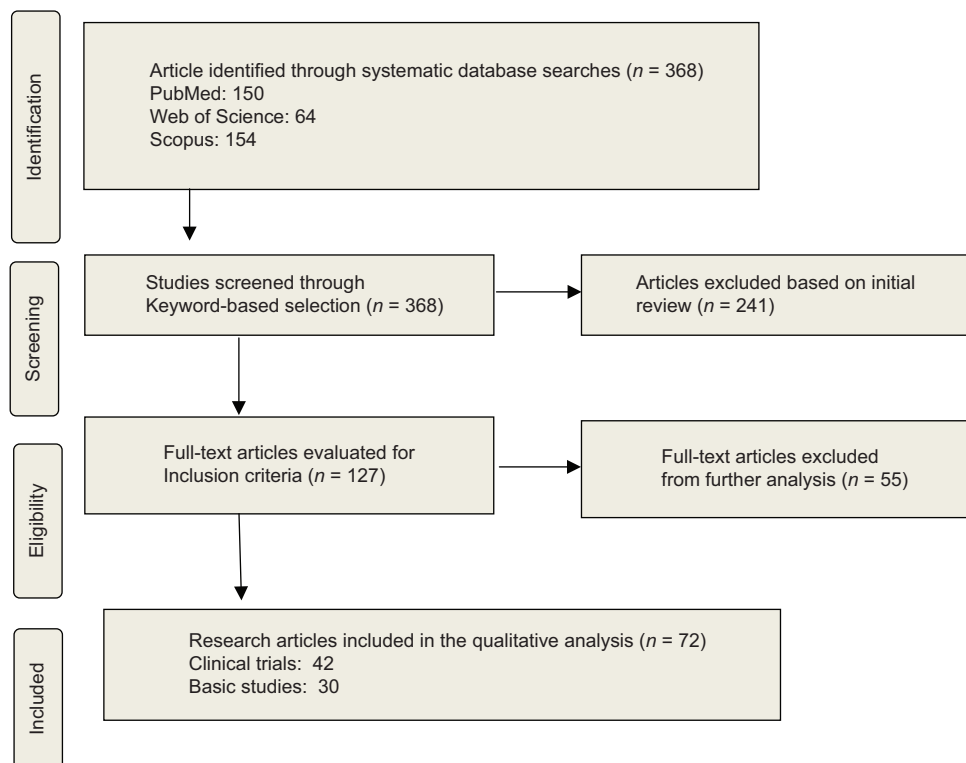 Identification
Article identified through systematic database searches (n = 368)
PubMed: 150
Web of Science: 64
Scopus: 154
Screening
Studies screened through
Keyword-based selection (n = 368)
Articles excluded based on initial
review (n = 241)
Eligibility
Full-text articles evaluated for
Inclusion criteria (n = 127)
Full-text articles excluded
from further analysis (n = 55)
Included
Research articles included in the qualitative analysis (n = 72)
Clinical trials: 42
Basic studies: 30